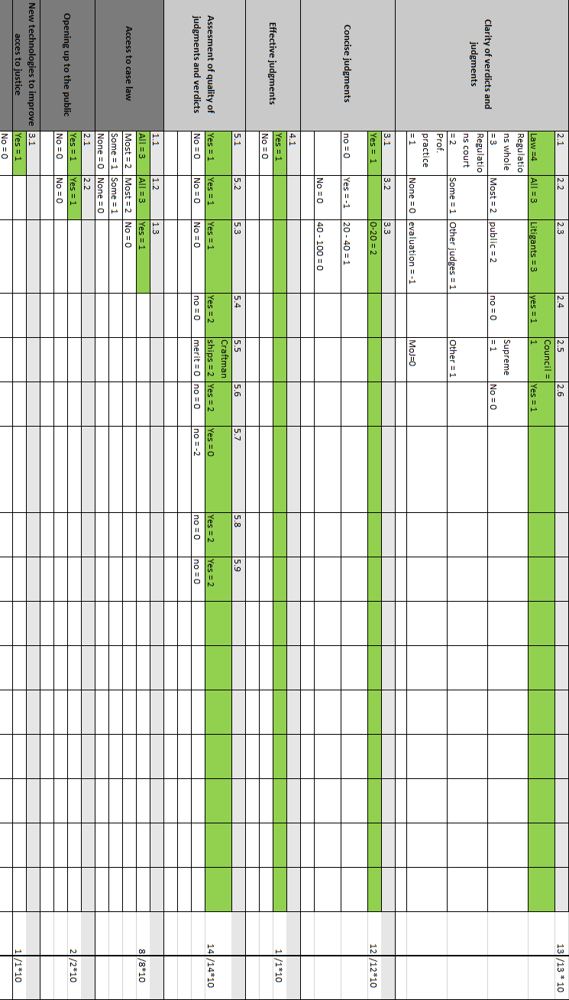 Clarity of verdicts and
judgments
2.1 2.2 2.3 2.4 2.5 2.6 13 /13 * 10
Law =4 All = 3 Litigants = 3 yes = 1
Council =
1
Yes = 1
Regulatio
ns whole
= 3
Most = 2
public = 2
no = 0
Supreme
= 1
No = 0
Regulatio
ns court
= 2
Some = 1
Other judges = 1
Other = 1
Prof.
practice
= 1
None = 0
evaluation = -1
MoJ=0
Concise judgments
3.1 3.2 3.3
Yes = 1 0-20 = 2 12 /12*10
no = 0 Yes = -1 20 - 40 = 1
No = 0 40 - 100 = 0
Effective judgments
4.1
Yes = 1 1 /1*10
No = 0
Assesment of quality of
judgments and verdicts
5.1 5.2 5.3 5.4 5.5 5.6 5.7 5.8 5.9
Yes = 1 Yes = 1 Yes = 1 Yes = 2
Craftman
ships = 2
Yes = 2 Yes = 0 Yes = 2 Yes = 2 14 /14*10
No = 0 No = 0 No = 0 no = 0 merit = 0 no = 0 no = -2 no = 0 no = 0
Access to case law
1.1 1.2 1.3
All = 3 All = 3 Yes = 1 8 /8*10
Most = 2 Most = 2 No = 0
Some = 1 Some = 1
None = 0 None = 0
Opening up to the public
2.1 2.2
Yes = 1 Yes = 1 2 /2*10
No = 0 No = 0
New technologies to improve
acces to justice
3.1
Yes = 1 1 /1*10
No = 0